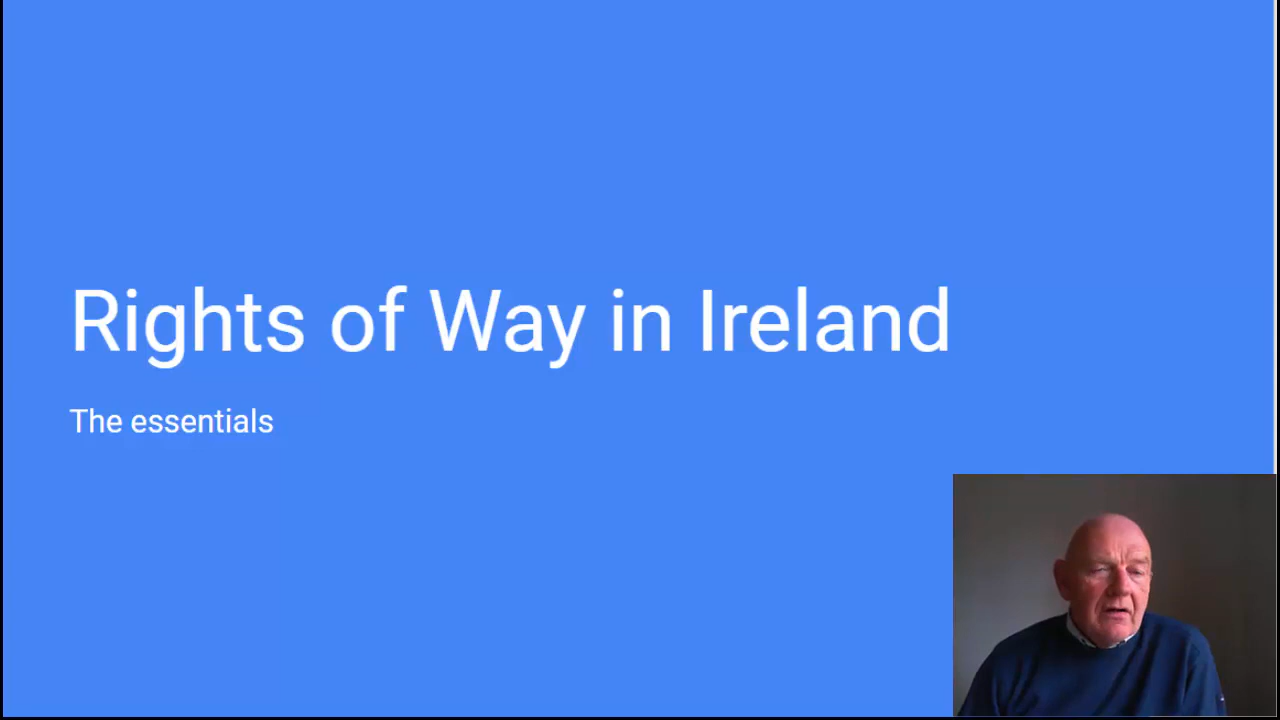 Rights of Way in Ireland
The essentials